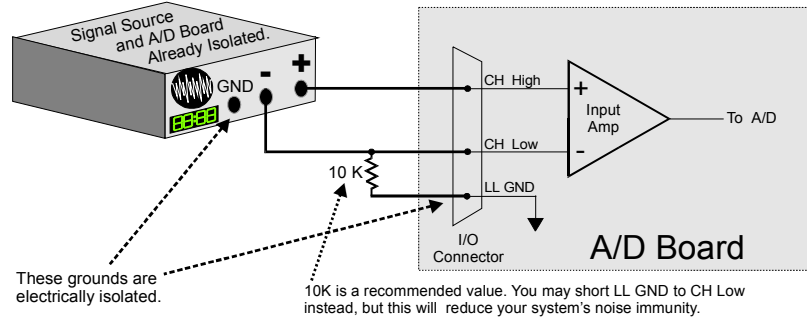 Signal Source
and A/D Board
Already Isolated.
GND
-
+
88:88
CH High
CH Low
10 K
LL GND
+
-
Input
Amp
To A/D
I/O
Connector
A/D Board
These grounds are
electrically isolated.
10K is a recommended value. You may short LL GND to CH Low
instead, but this will reduce your system's noise immunity.